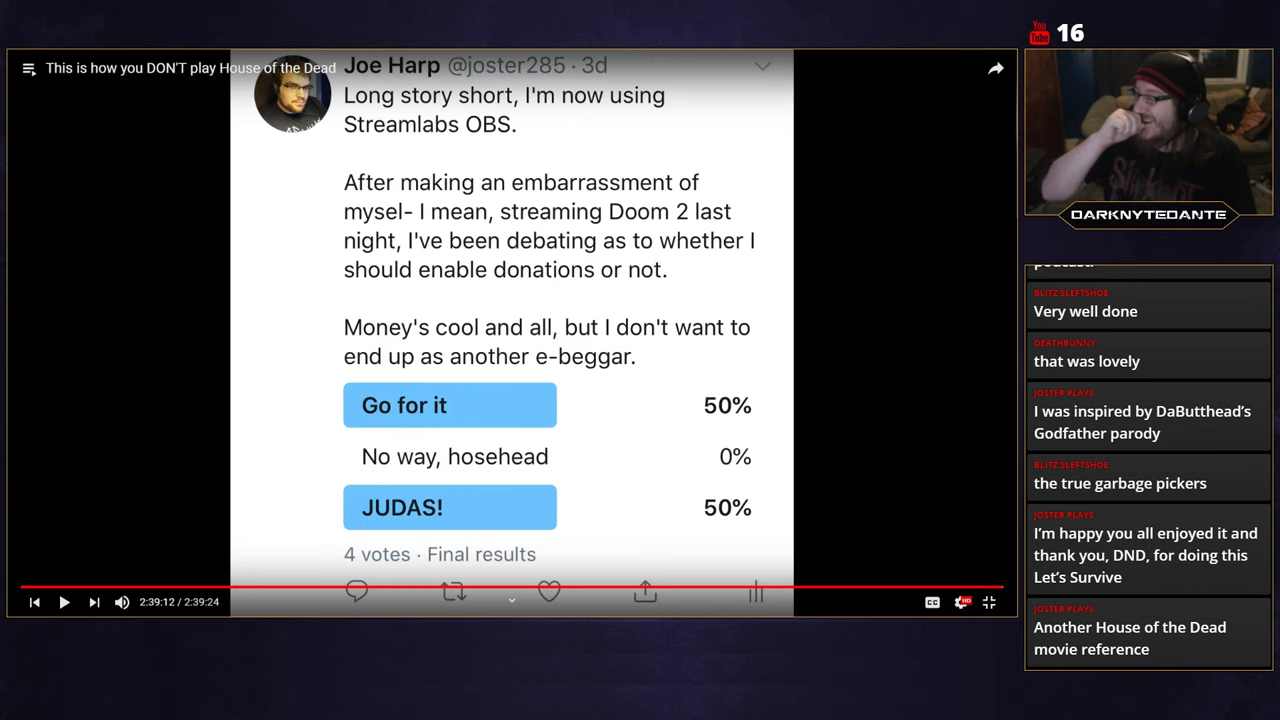 This is how you DON'T play House of the Dead
Joe Harp @joster285 · 3d
Long story short, I'm now using
Streamlabs OBS.
After making an embarrassment of
mysel- I mean, streaming Doom 2 last
night, I've been debating as to whether I
should enable donations or not.
Money's cool and all, but I don't want to
end up as another e-beggar.
Go for it 50%
No way, hosehead 0%
JUDAS! 50%
4 votes · Final results
2:39:12 / 2:39:24
CC
HD
You
Tube
16
DARKNYTEDANTE
podcast.
BLITZ SLEFTSHOE
Very well done
DEATHBUNNY
that was lovely
JOSTER PLAYS
I was inspired by DaButthead's
Godfather parody
BLITZ SLEFTSHOE
the true garbage pickers
JOSTER PLAYS
I'm happy you all enjoyed it and
thank you, DND, for doing this
Let's Survive
JOSTER PLAYS
Another House of the Dead
movie reference